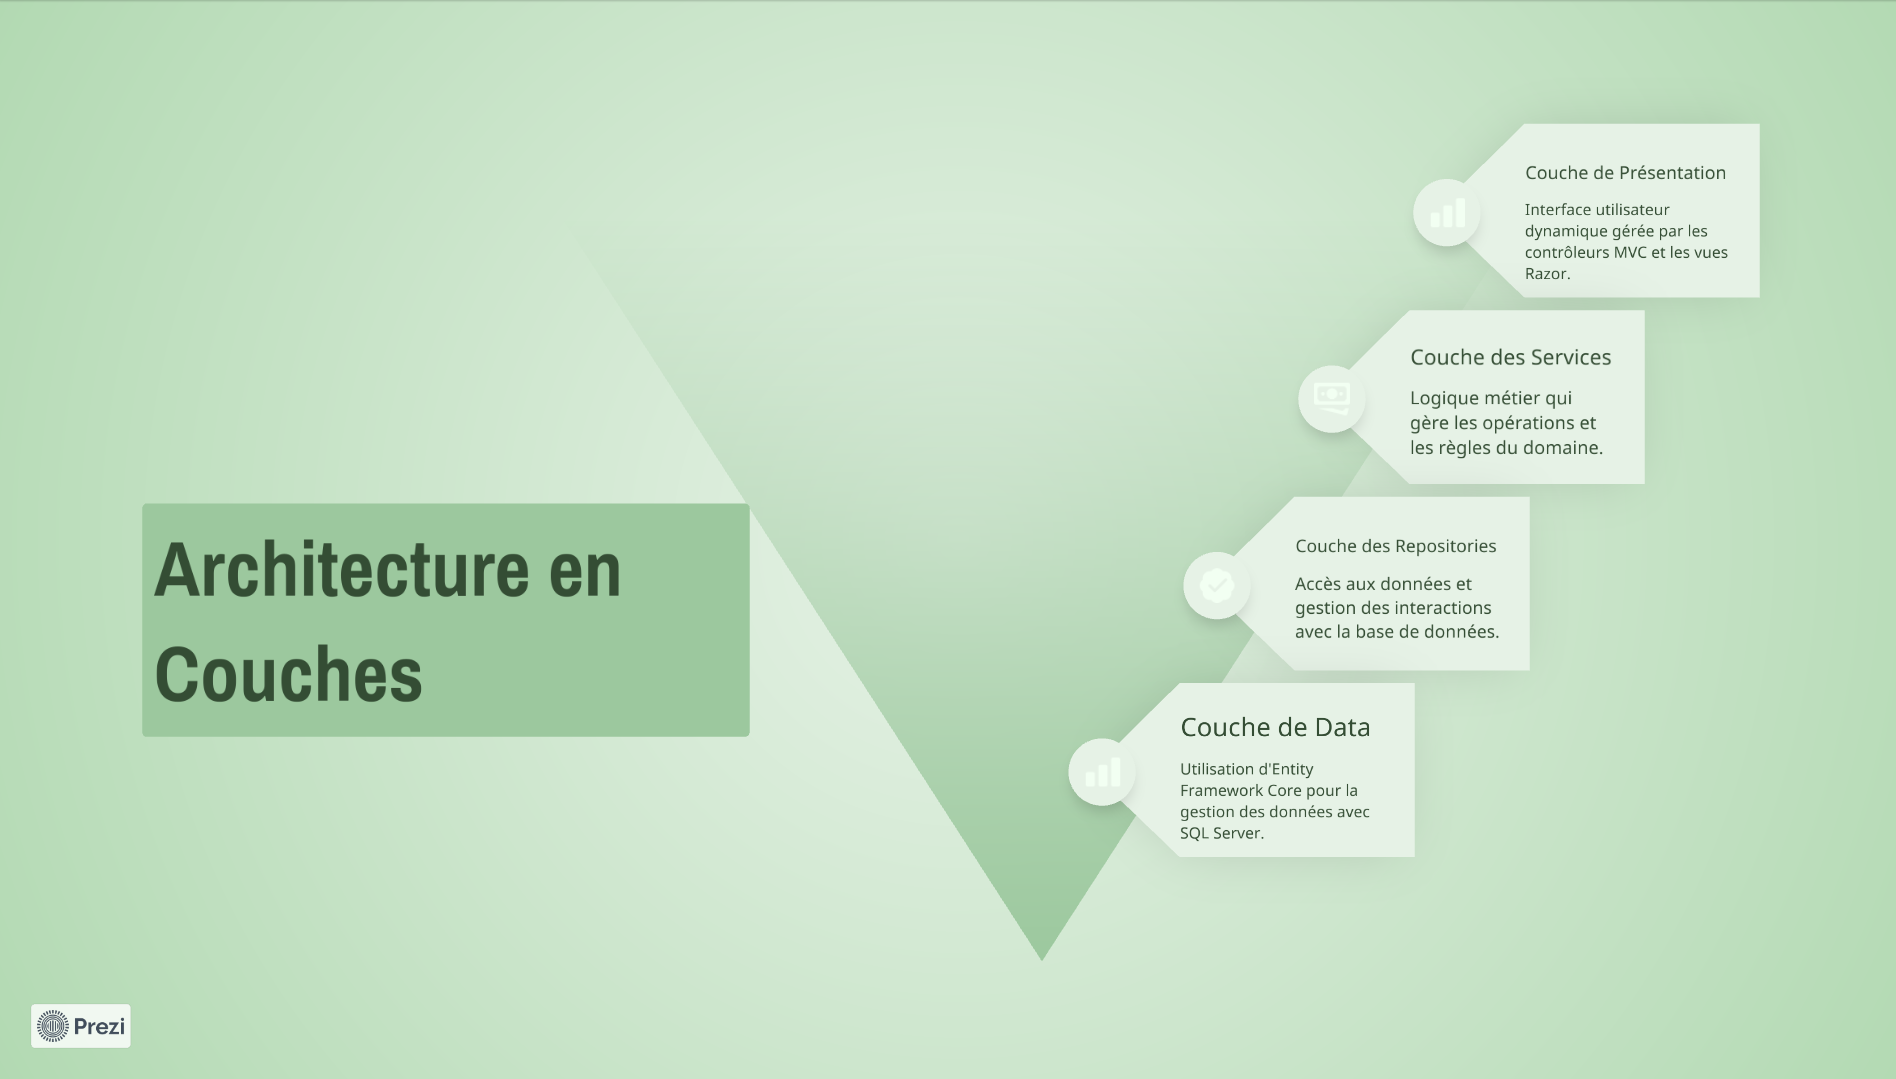 Architecture en
Couches
Couche de Présentation
Interface utilisateur
dynamique gérée par les
contrôleurs MVC et les vues
Razor.
Couche des Services
Logique métier qui
gère les opérations et
les règles du domaine.
Couche des Repositories
Accès aux données et
gestion des interactions
avec la base de données.
Couche de Data
Utilisation d'Entity
Framework Core pour la
gestion des données avec
SQL Server.
Prezi